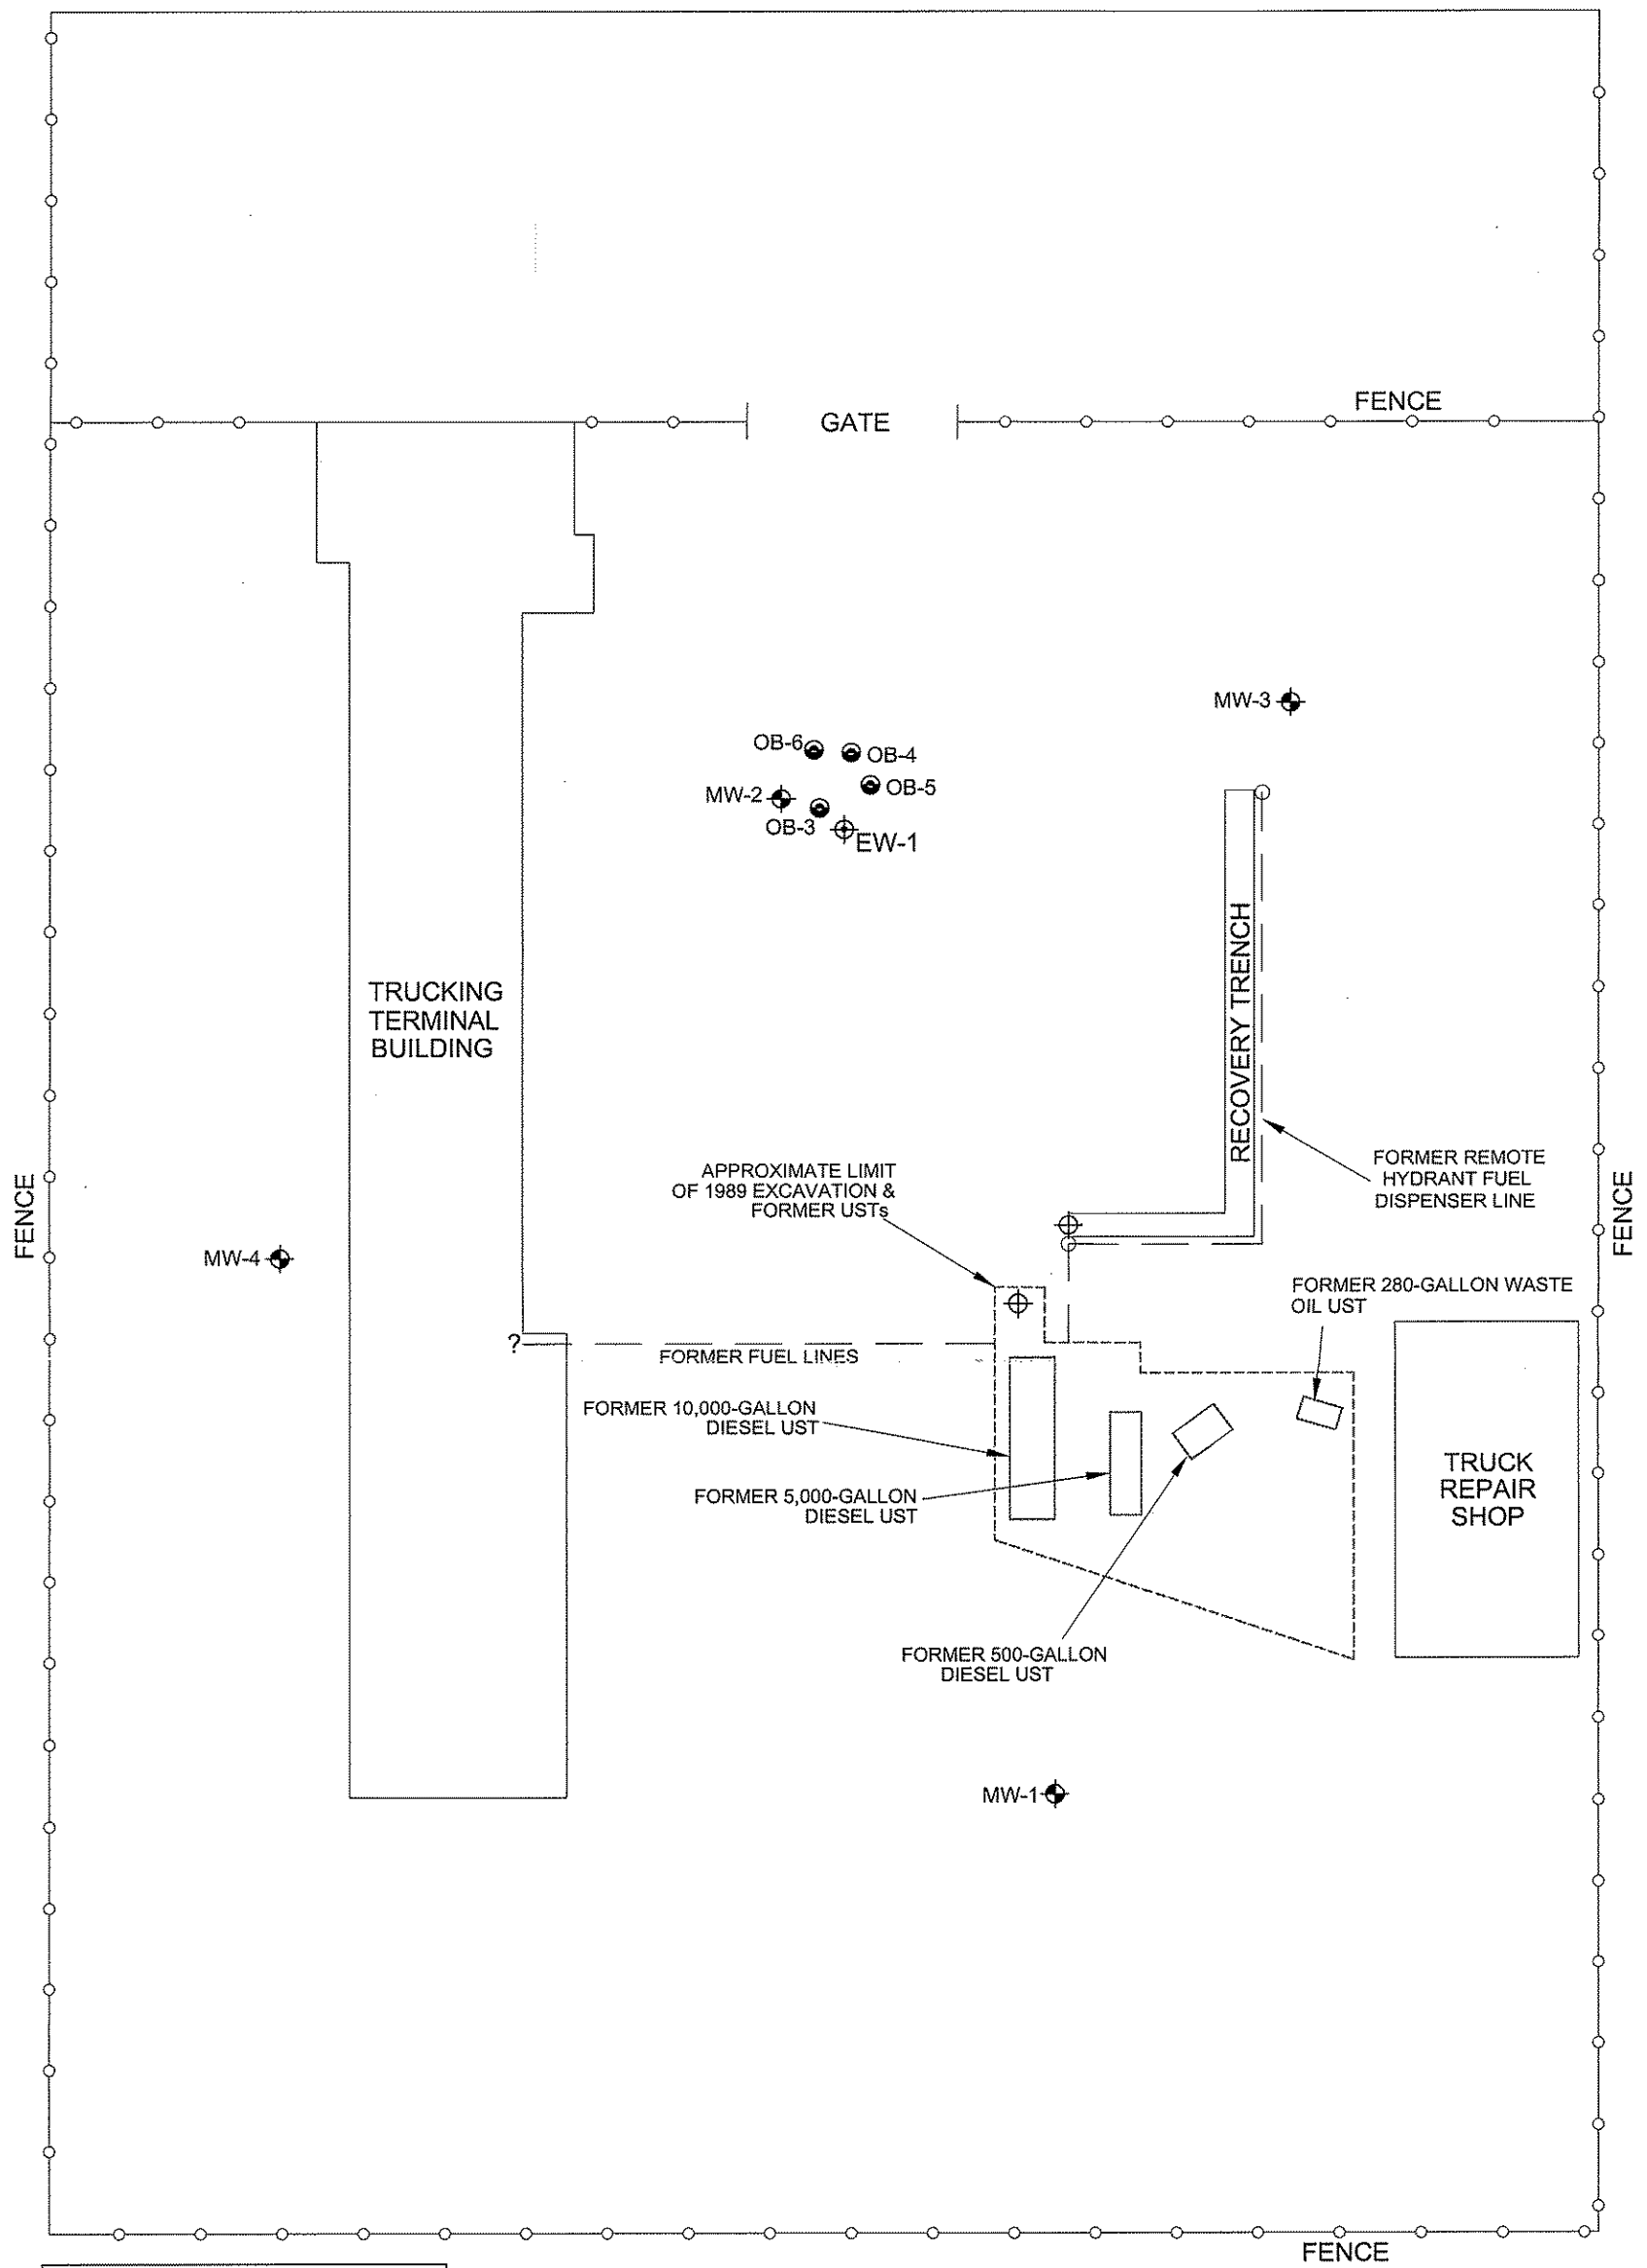 FENCE
GATE
MW-3
OB-6
OB-4
OB-5
MW-2
OB-3
EW-1
RECOVERY TRENCH
TRUCKING
TERMINAL
BUILDING
APPROXIMATE LIMIT
OF 1989 EXCAVATION &
FORMER USTs
FORMER REMOTE
HYDRANT FUEL
DISPENSER LINE
FENCE
FENCE
MW-4
FORMER 280-GALLON WASTE
OIL UST
?
FORMER FUEL LINES
FORMER 10,000-GALLON
DIESEL UST
FORMER 5,000-GALLON
DIESEL UST
TRUCK
REPAIR
SHOP
FORMER 500-GALLON
DIESEL UST
MW-1
FENCE